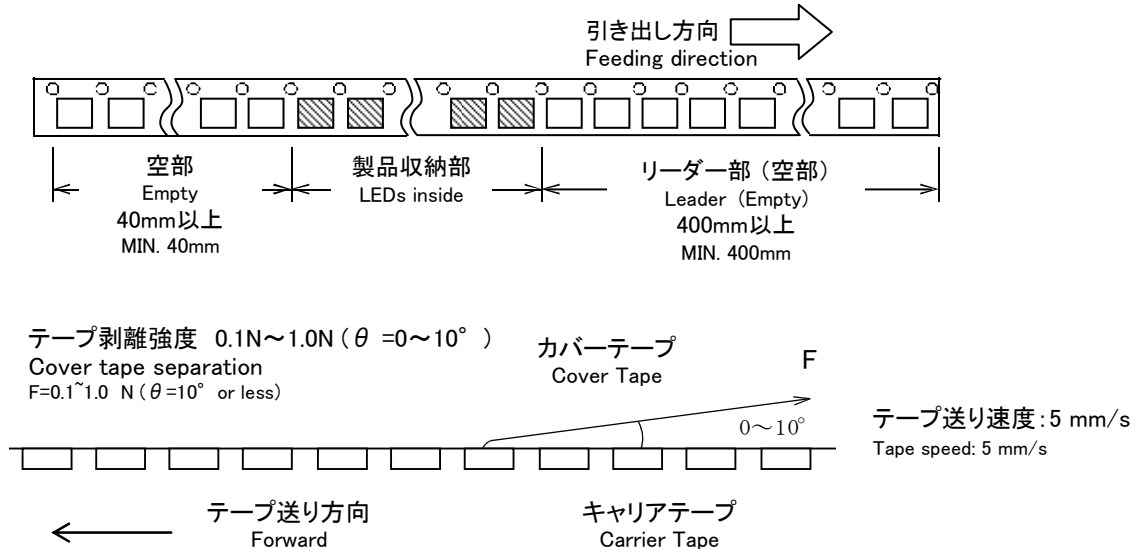 引き出し方向
Feeding direction
空部
Empty
40mm以上
MIN. 40mm
製品収納部
LEDs inside
リーダー部（空部）
Leader (Empty)
400mm以上
MIN. 400mm
テープ剥離強度 0.1N～1.0N（θ =0～10°）
Cover tape separation
F=0.1~1.0 N（θ=10° or less）
カバーテープ
Cover Tape
F
0～10°
テープ送り速度：5 mm/s
Tape speed: 5 mm/s
テープ送り方向
Forward
キャリアテープ
Carrier Tape